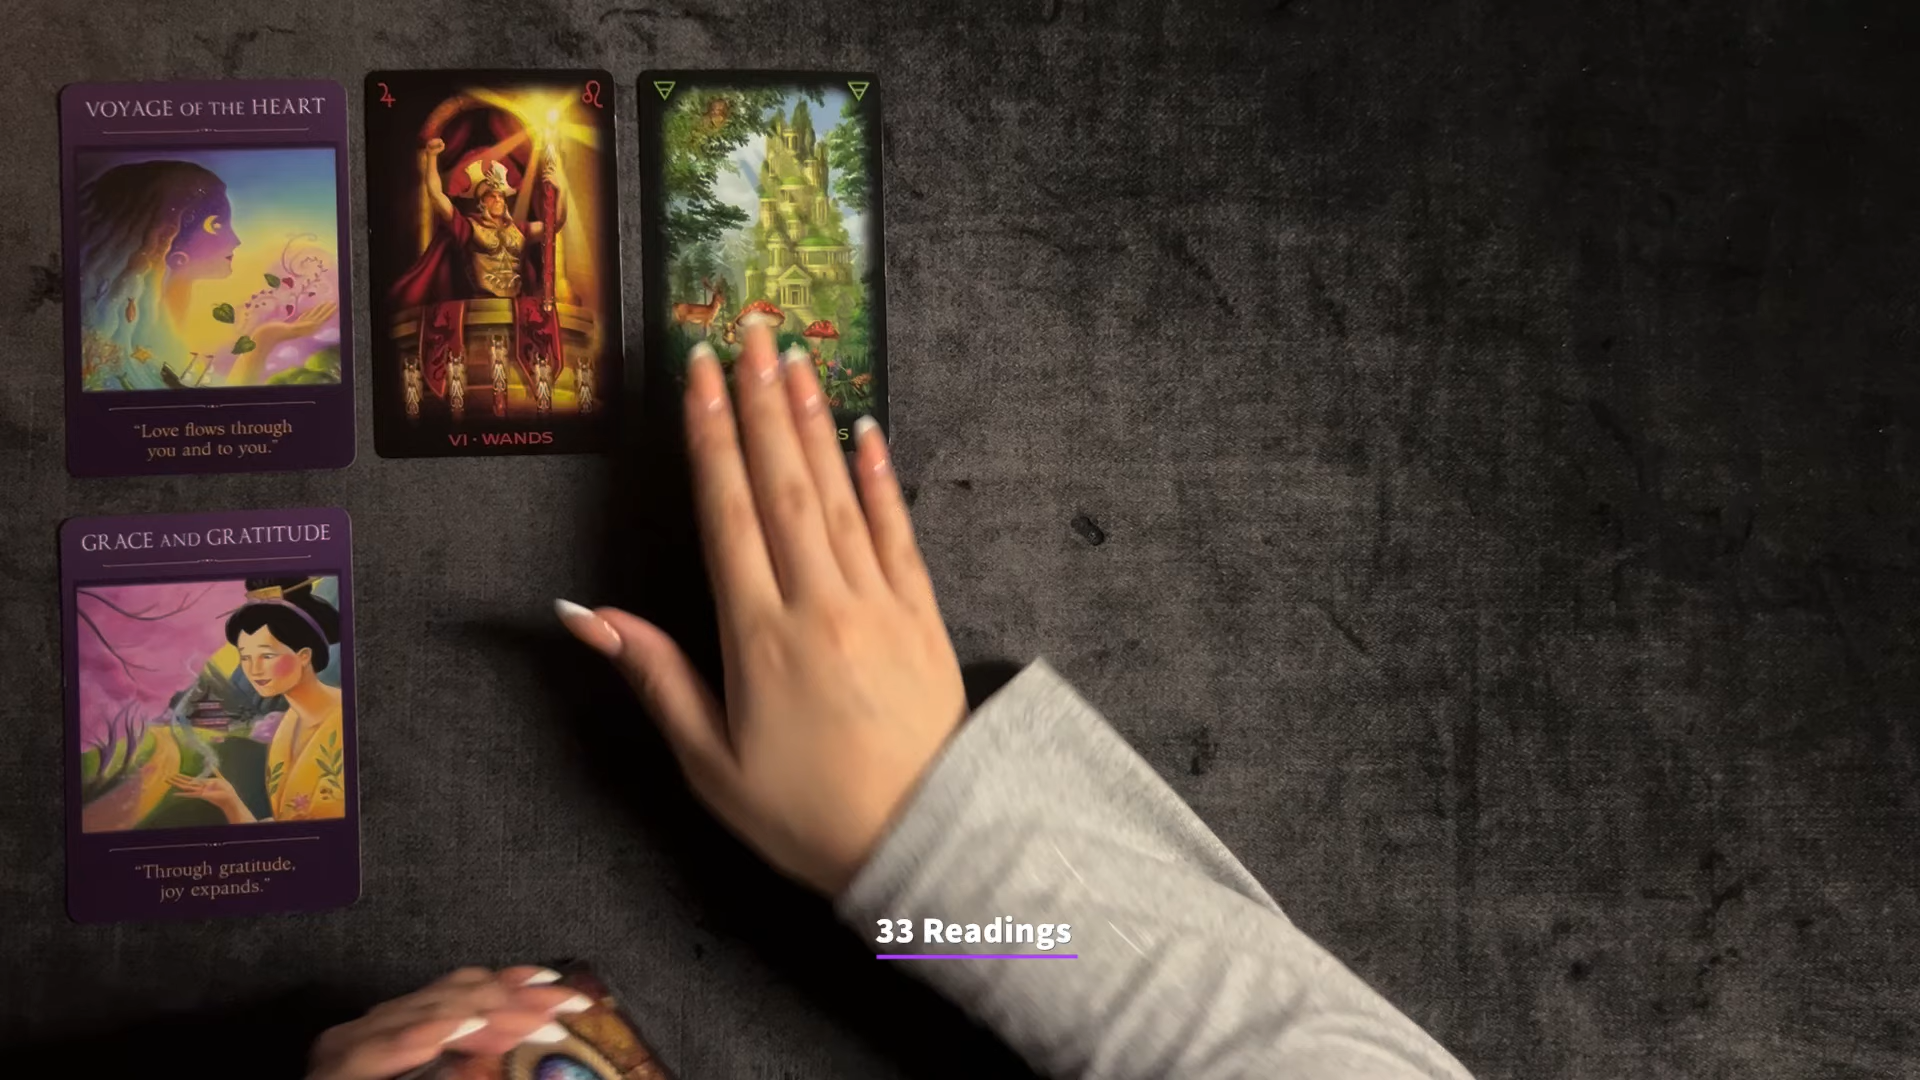 VOYAGE OF THE HEART
"Love flows through
you and to you."
VI · WANDS
GRACE AND GRATITUDE
"Through gratitude,
joy expands."
33 Readings